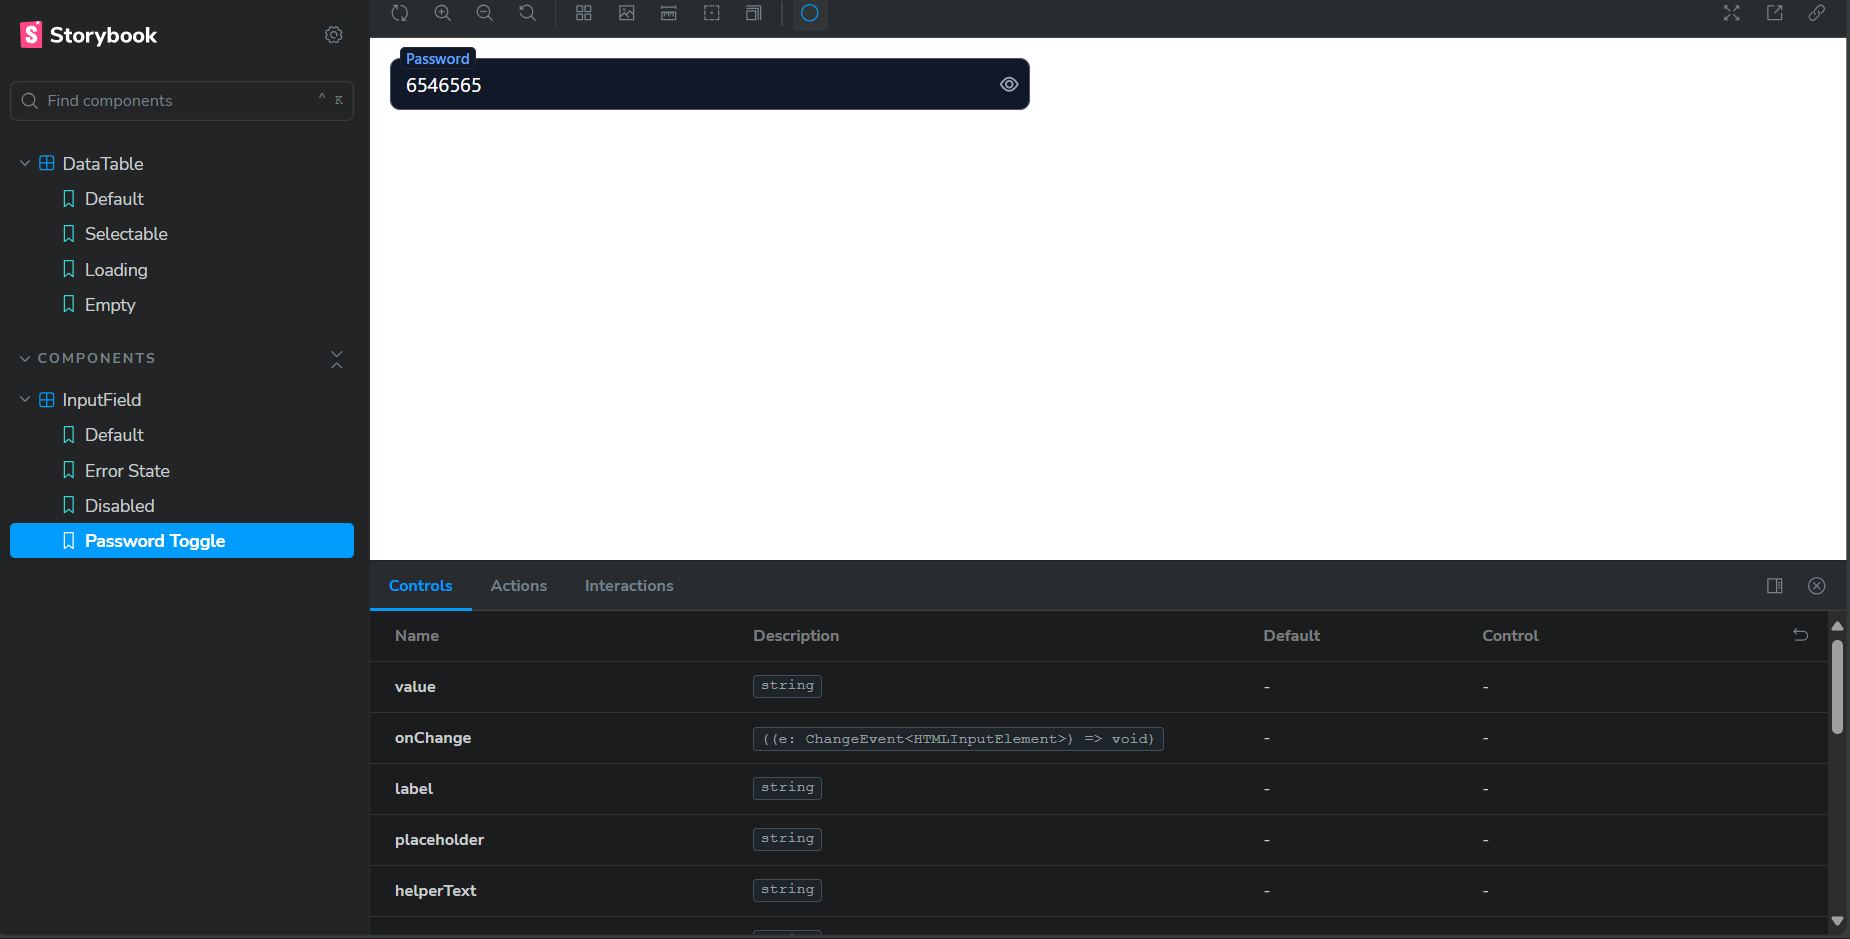 Storybook
Find components
^ K
DataTable
Default
Selectable
Loading
Empty
COMPONENTS
InputField
Default
Error State
Disabled
Password Toggle
Password
6546565
Controls Actions Interactions
Name Description Default Control
value string - -
onChange ((e: ChangeEvent<HTMLInputElement>) => void) - -
label string - -
placeholder string - -
helperText string - -